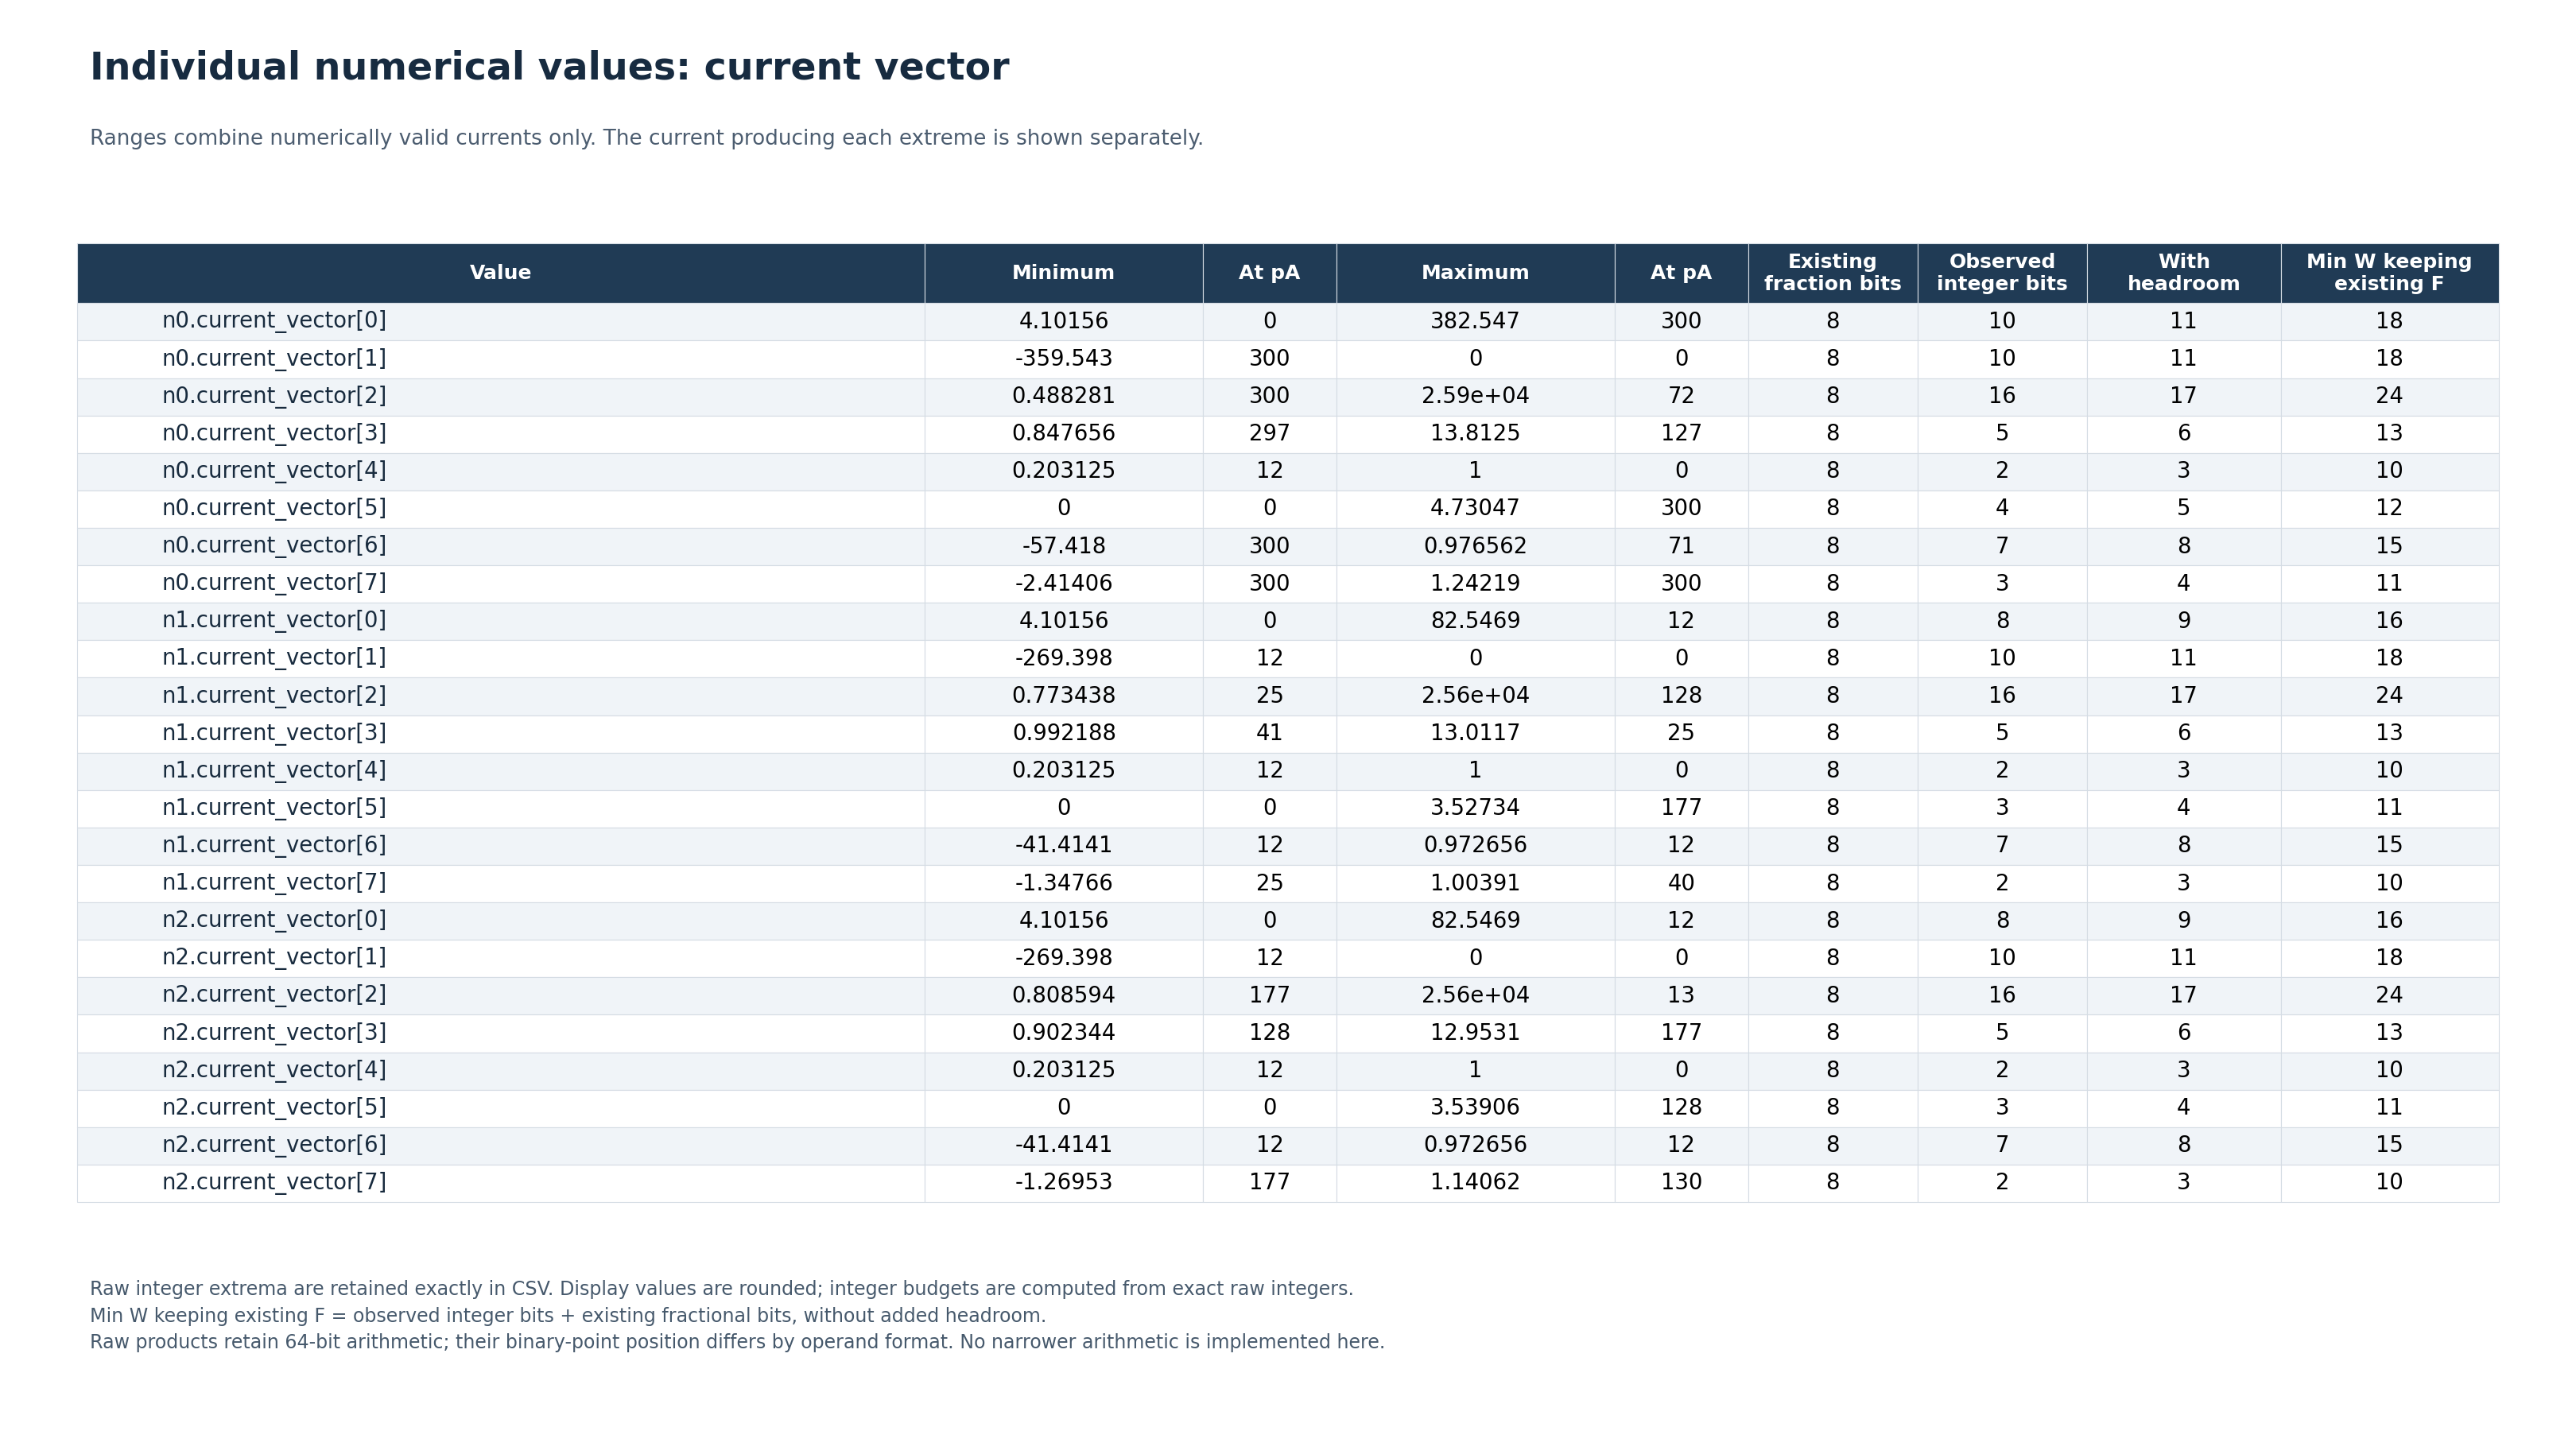 Individual numerical values: current vector
Ranges combine numerically valid currents only. The current producing each extreme is shown separately.
Value Minimum At pA Maximum At pA Existing fraction bits Observed integer bits With headroom Min W keeping existing F
n0.current_vector[0] 4.10156 0 382.547 300 8 10 11 18
n0.current_vector[1] -359.543 300 0 0 8 10 11 18
n0.current_vector[2] 0.488281 300 2.59e+04 72 8 16 17 24
n0.current_vector[3] 0.847656 297 13.8125 127 8 5 6 13
n0.current_vector[4] 0.203125 12 1 0 8 2 3 10
n0.current_vector[5] 0 0 4.73047 300 8 4 5 12
n0.current_vector[6] -57.418 300 0.976562 71 8 7 8 15
n0.current_vector[7] -2.41406 300 1.24219 300 8 3 4 11
n1.current_vector[0] 4.10156 0 82.5469 12 8 8 9 16
n1.current_vector[1] -269.398 12 0 0 8 10 11 18
n1.current_vector[2] 0.773438 25 2.56e+04 128 8 16 17 24
n1.current_vector[3] 0.992188 41 13.0117 25 8 5 6 13
n1.current_vector[4] 0.203125 12 1 0 8 2 3 10
n1.current_vector[5] 0 0 3.52734 177 8 3 4 11
n1.current_vector[6] -41.4141 12 0.972656 12 8 7 8 15
n1.current_vector[7] -1.34766 25 1.00391 40 8 2 3 10
n2.current_vector[0] 4.10156 0 82.5469 12 8 8 9 16
n2.current_vector[1] -269.398 12 0 0 8 10 11 18
n2.current_vector[2] 0.808594 177 2.56e+04 13 8 16 17 24
n2.current_vector[3] 0.902344 128 12.9531 177 8 5 6 13
n2.current_vector[4] 0.203125 12 1 0 8 2 3 10
n2.current_vector[5] 0 0 3.53906 128 8 3 4 11
n2.current_vector[6] -41.4141 12 0.972656 12 8 7 8 15
n2.current_vector[7] -1.26953 177 1.14062 130 8 2 3 10
Raw integer extrema are retained exactly in CSV. Display values are rounded; integer budgets are computed from exact raw integers.
Min W keeping existing F = observed integer bits + existing fractional bits, without added headroom.
Raw products retain 64-bit arithmetic; their binary-point position differs by operand format. No narrower arithmetic is implemented here.